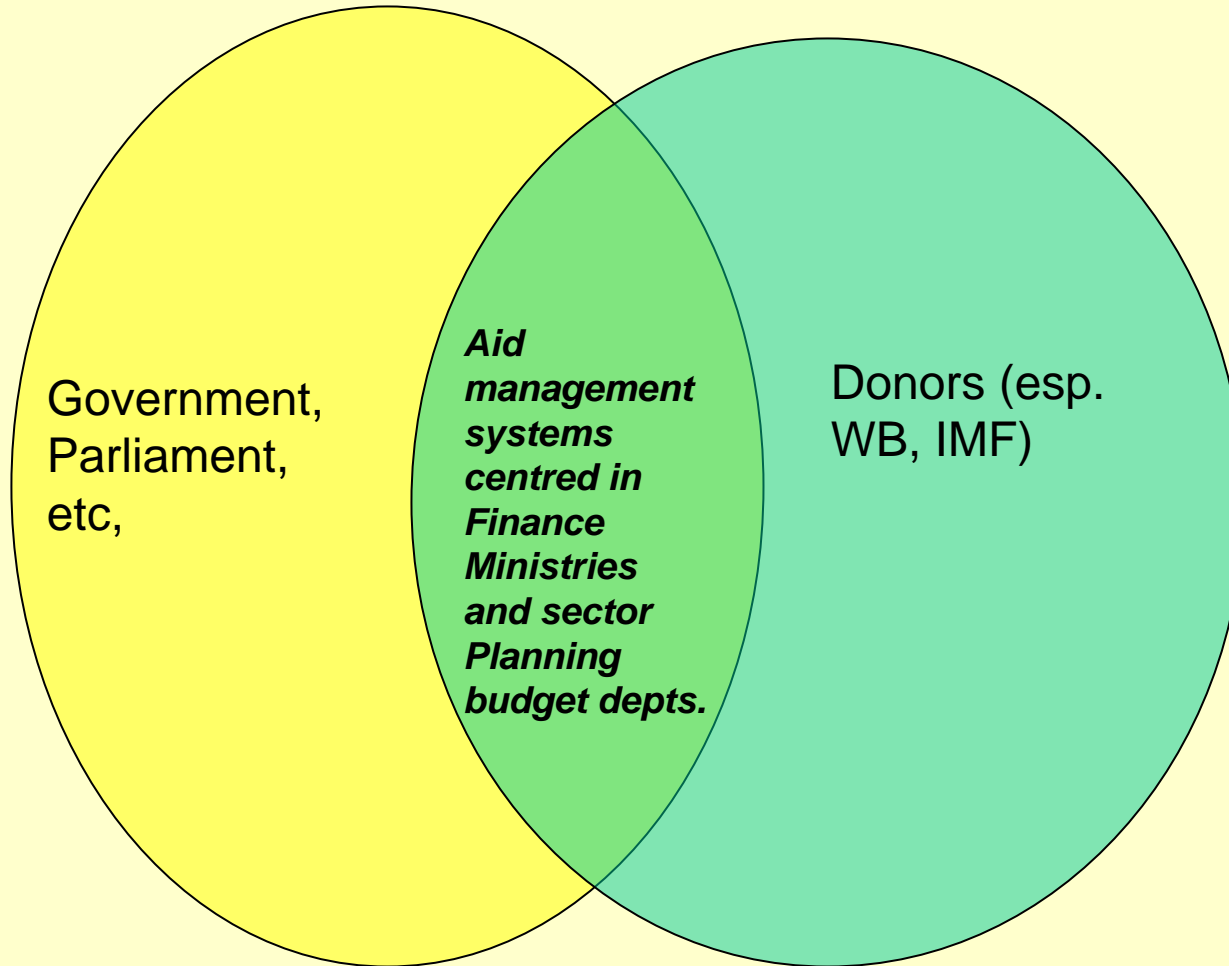 Government,
Parliament,
etc,
Aid
management
systems
centred in
Finance
Ministries
and sector
Planning
budget depts.
Donors (esp.
WB, IMF)